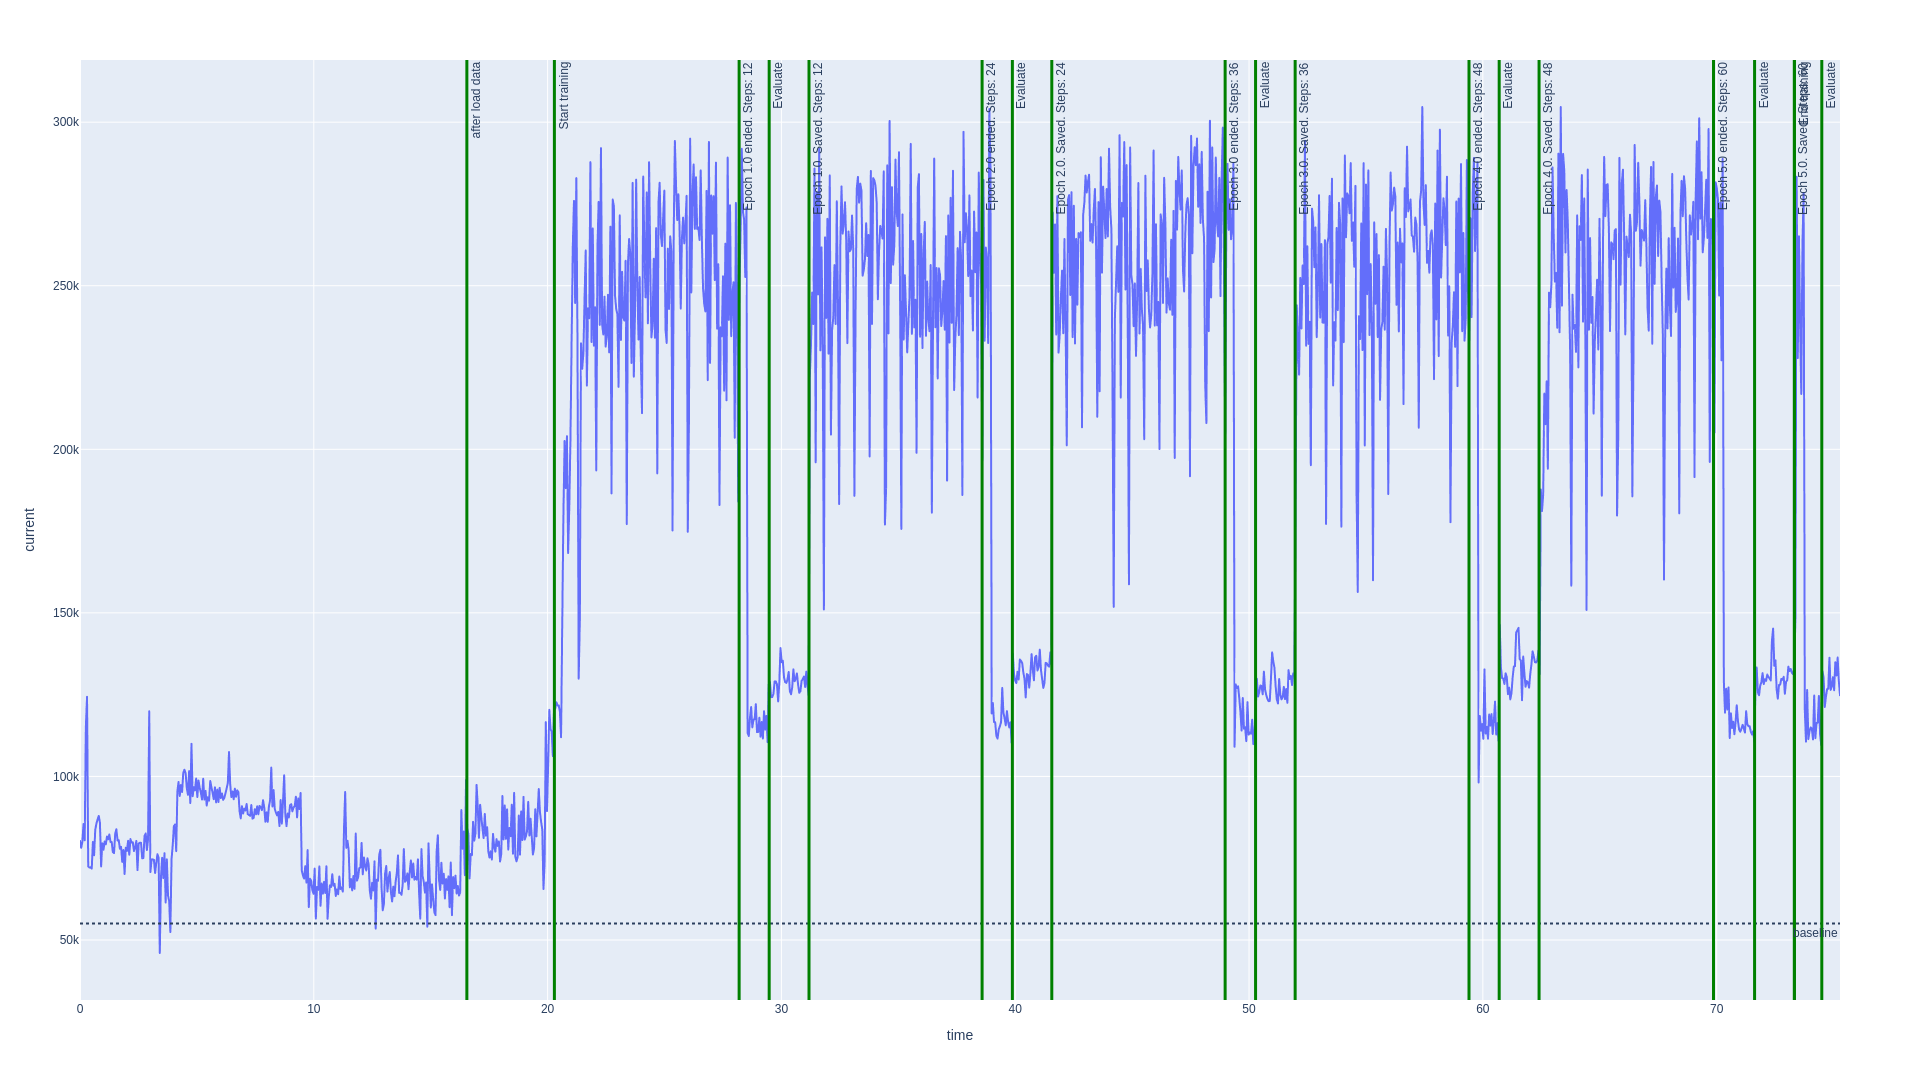 after load data
Start training
Epoch 1.0 ended. Steps: 12
Evaluate
Epoch 1.0. Saved. Steps: 12
Epoch 2.0 ended. Steps: 24
Evaluate
Epoch 2.0. Saved. Steps: 24
Epoch 3.0 ended. Steps: 36
Evaluate
Epoch 3.0. Saved. Steps: 36
Epoch 4.0 ended. Steps: 48
Evaluate
Epoch 4.0. Saved. Steps: 48
Epoch 5.0 ended. Steps: 60
Evaluate
Epoch 5.0. Saved. Steps: 60
End training
Evaluate
300k
250k
200k
150k
100k
50k
current
baseline
0
10
20
30
40
50
60
70
time